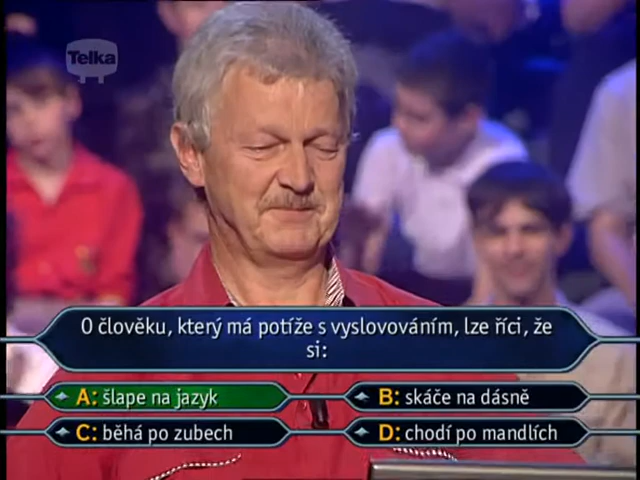 Telka
O člověku, který má potíže s vyslovováním, lze říci, že
si:
A: šlape na jazyk
B: skáče na dásně
C: běhá po zubech
D: chodí po mandlích